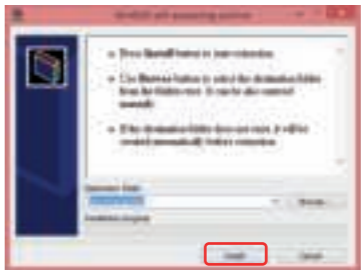 WinRAR self-extracting archive
• Press Install button to start extraction.
• Use Browse button to select the destination folder
from the folders tree. It can be also entered
manually.
• If the destination folder does not exist, it will be
created automatically before extraction.
Destination folder
Browse...
Installation progress
Install
Cancel